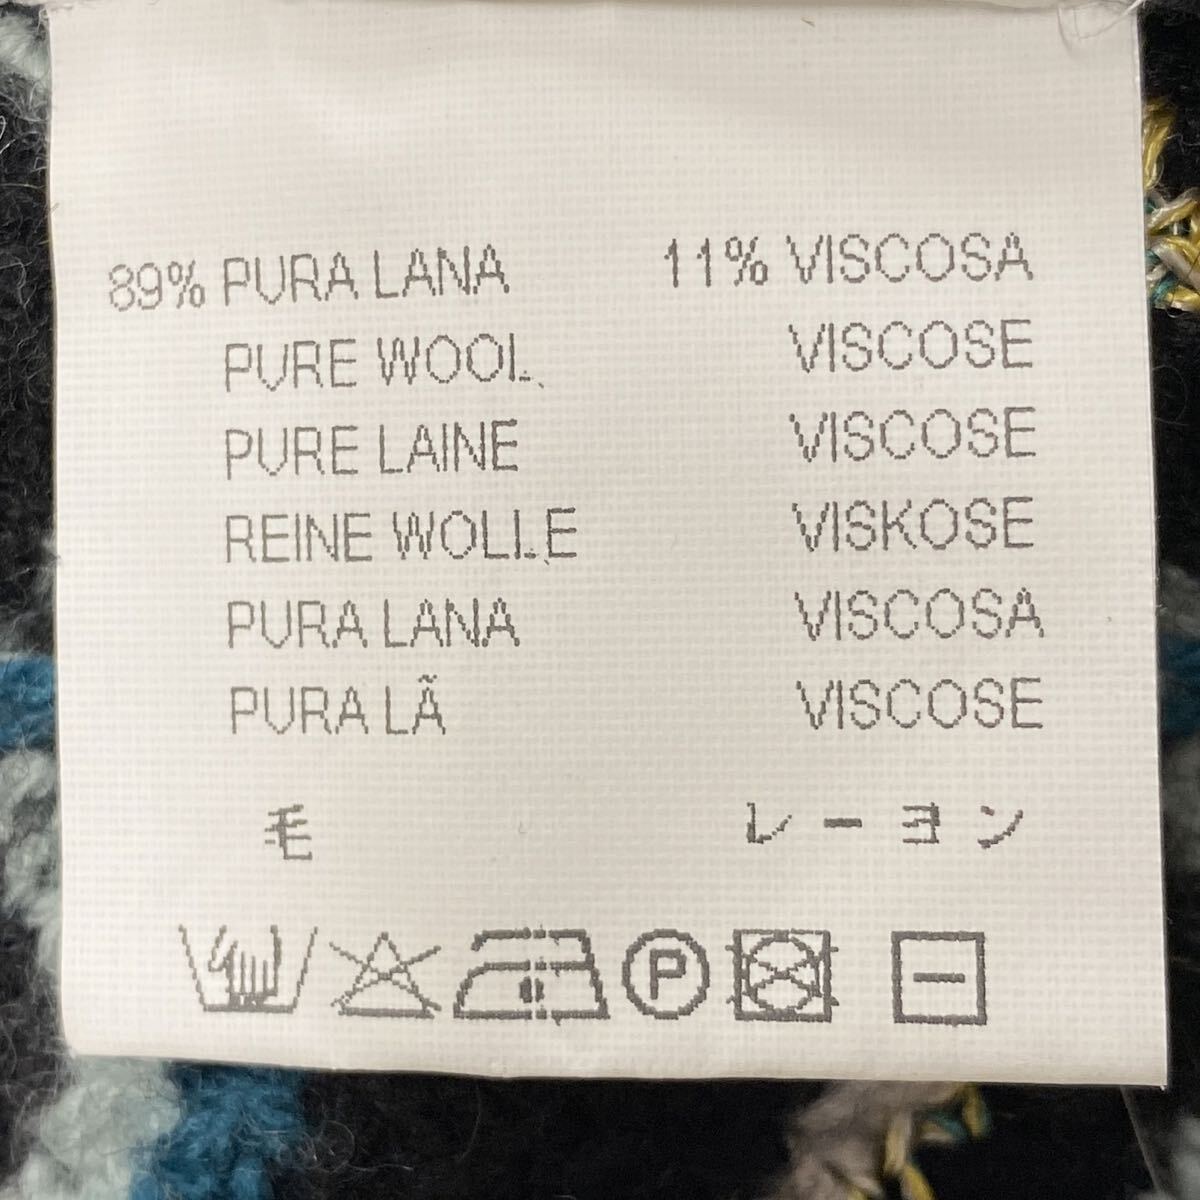 89% PURA LANA 11% VISCOSA
PURE WOOL VISCOSE
PURE LAINE VISCOSE
REINE WOLLE VISKOSE
PURA LANA VISCOSA
PURA LÃ VISCOSE
毛 レーヨン
P